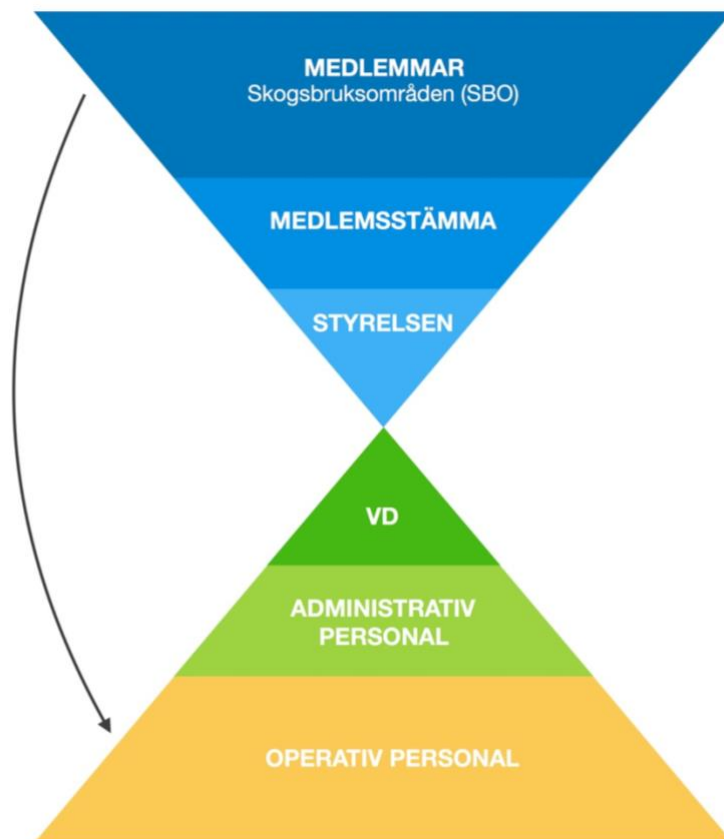 MEDLEMMAR
Skogsbruksområden (SBO)
MEDLEMSSTÄMMA
STYRELSEN
VD
ADMINISTRATIV
PERSONAL
OPERATIV PERSONAL